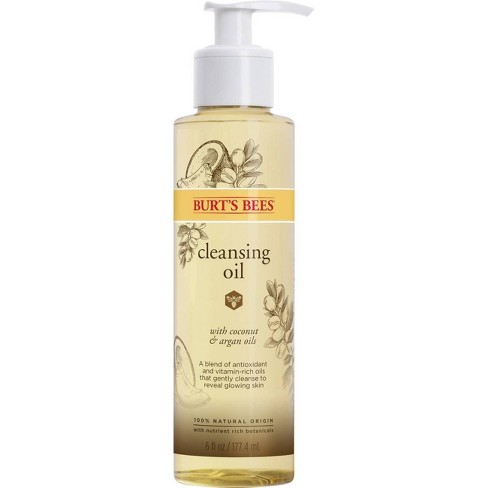 BURT'S BEES
cleansing
oil
with coconut
& argan oils
A blend of antioxidant
and vitamin-rich oils
that gently cleanse to
reveal glowing skin
100% NATURAL ORIGIN
with nutrient rich botanicals
6 fl oz / 177.4 mL